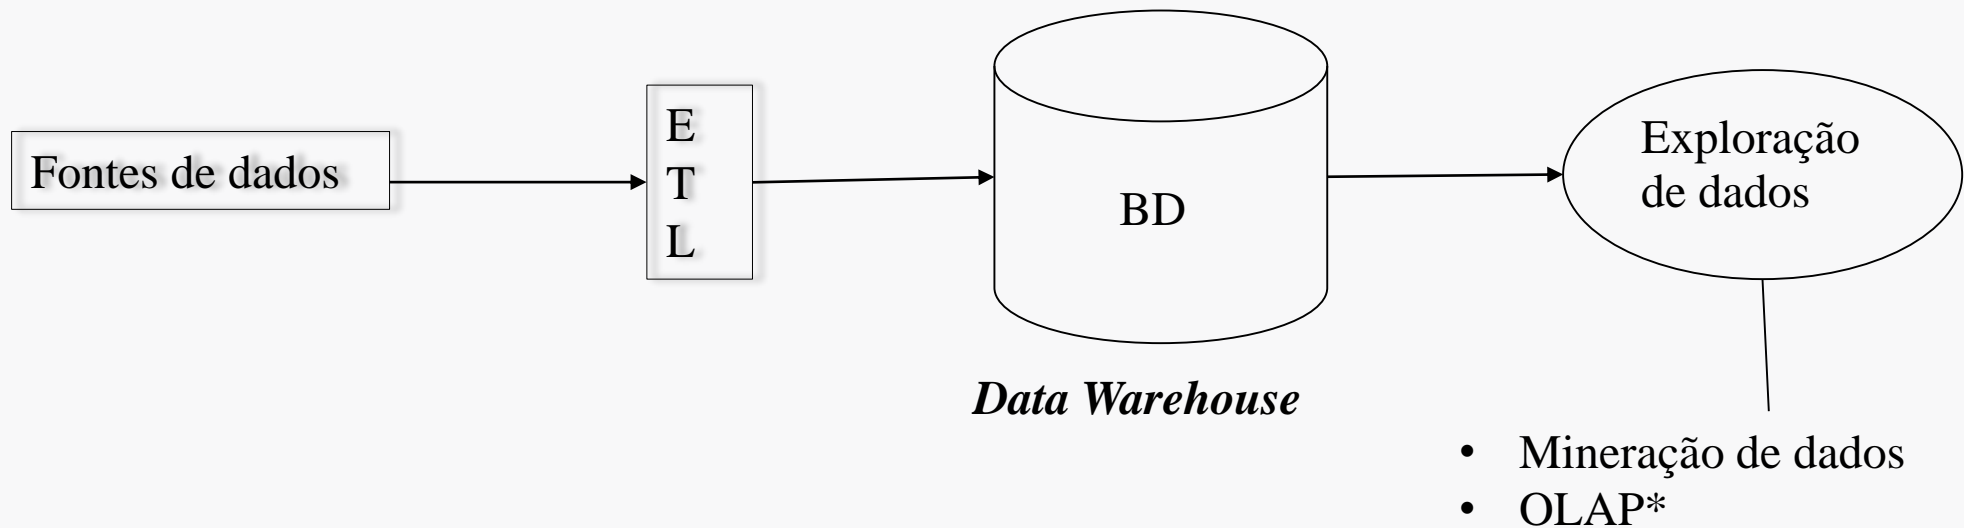 Fontes de dados
E
T
L
BD
Data Warehouse
Exploração
de dados
• Mineração de dados
• OLAP*